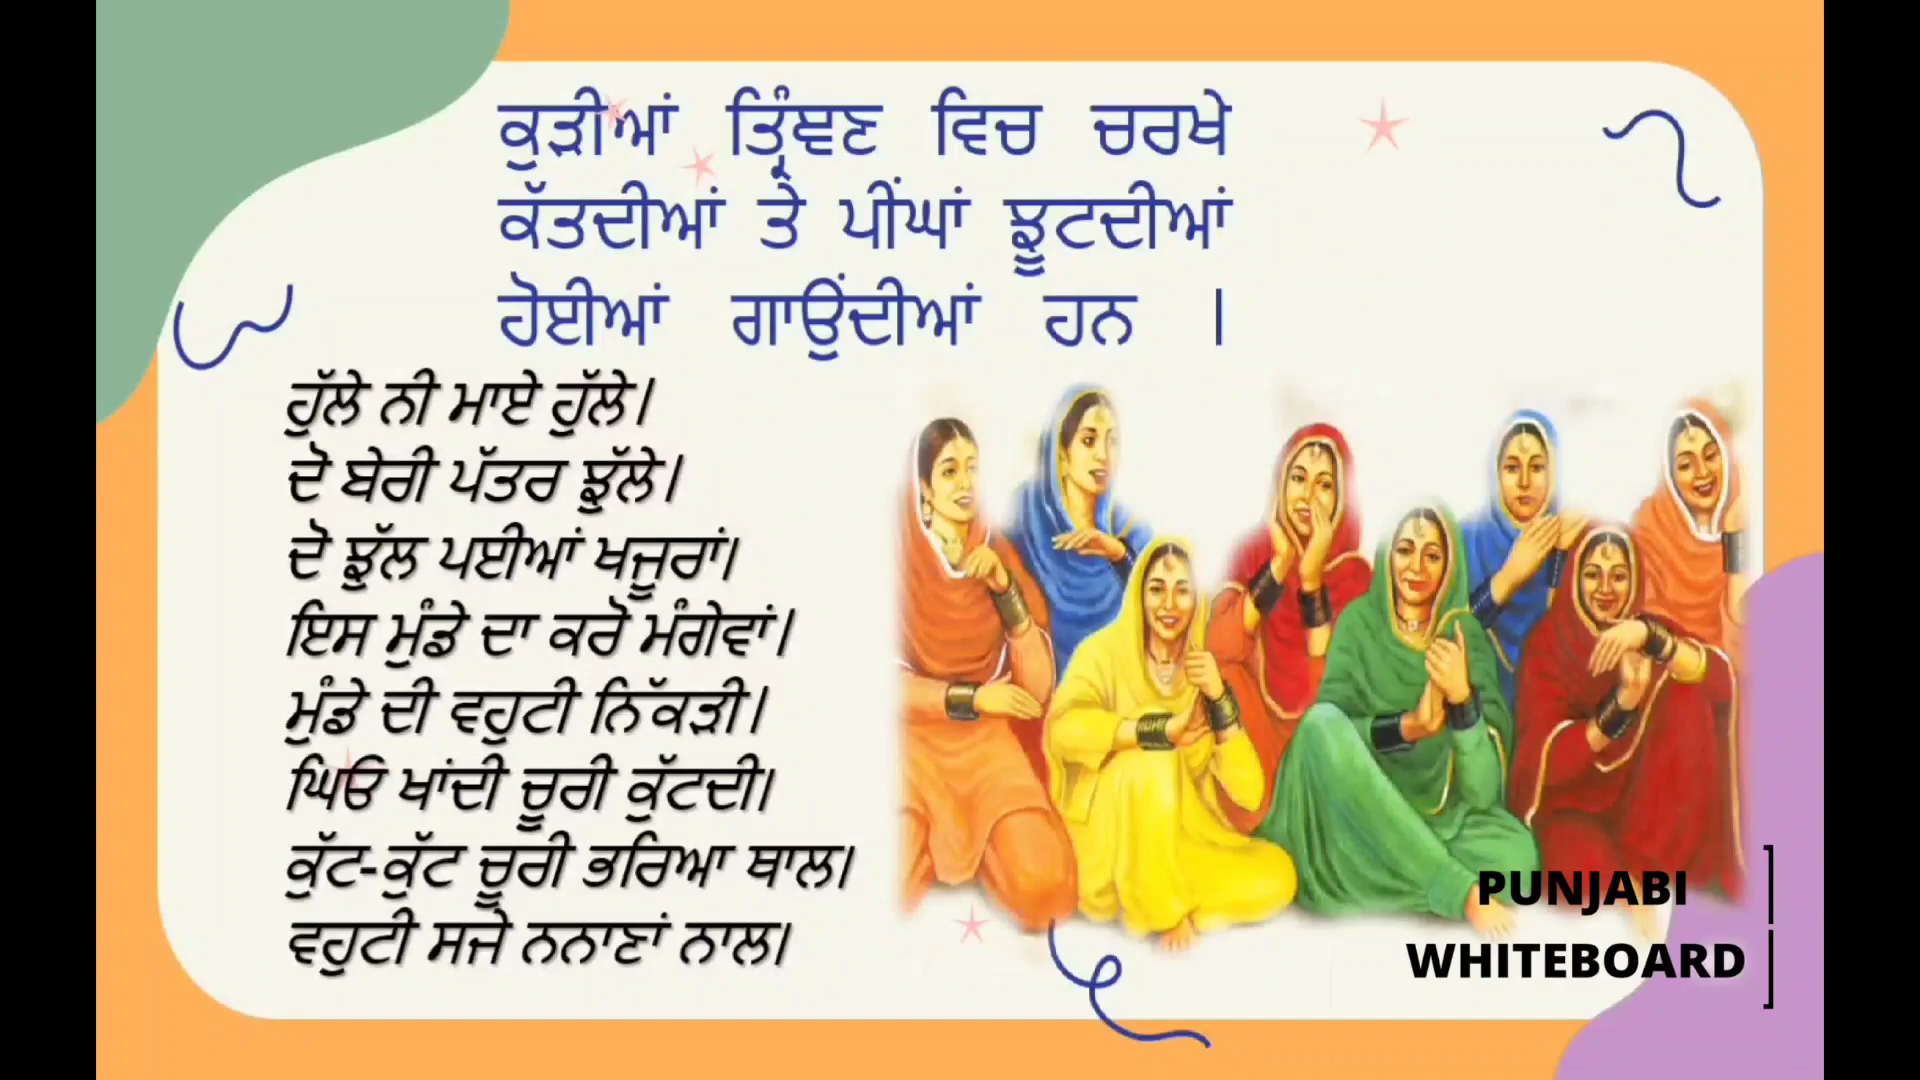 ਕੁੜੀਆਂ ਤ੍ਰਿੰਞਣ ਵਿਚ ਚਰਖੇ
ਕੱਤਦੀਆਂ ਤੇ ਪੀਂਘਾਂ ਝੂਟਦੀਆਂ
ਹੋਈਆਂ ਗਾਉਂਦੀਆਂ ਹਨ ।
ਹੁੱਲੇ ਨੀ ਮਾਏ ਹੁੱਲੇ।
ਦੋ ਬੇਰੀ ਪੱਤਰ ਝੁੱਲੇ।
ਦੋ ਝੁੱਲ ਪਈਆਂ ਖਜੂਰਾਂ।
ਇਸ ਮੁੰਡੇ ਦਾ ਕਰੋ ਮੰਗੇਵਾਂ।
ਮੁੰਡੇ ਦੀ ਵਹੁਟੀ ਨਿੱਕੜੀ।
ਘਿਓ ਖਾਂਦੀ ਚੂਰੀ ਕੁੱਟਦੀ।
ਕੁੱਟ-ਕੁੱਟ ਚੂਰੀ ਭਰਿਆ ਥਾਲ।
ਵਹੁਟੀ ਸਜੇ ਨਨਾਣਾਂ ਨਾਲ।
PUNJABI
WHITEBOARD